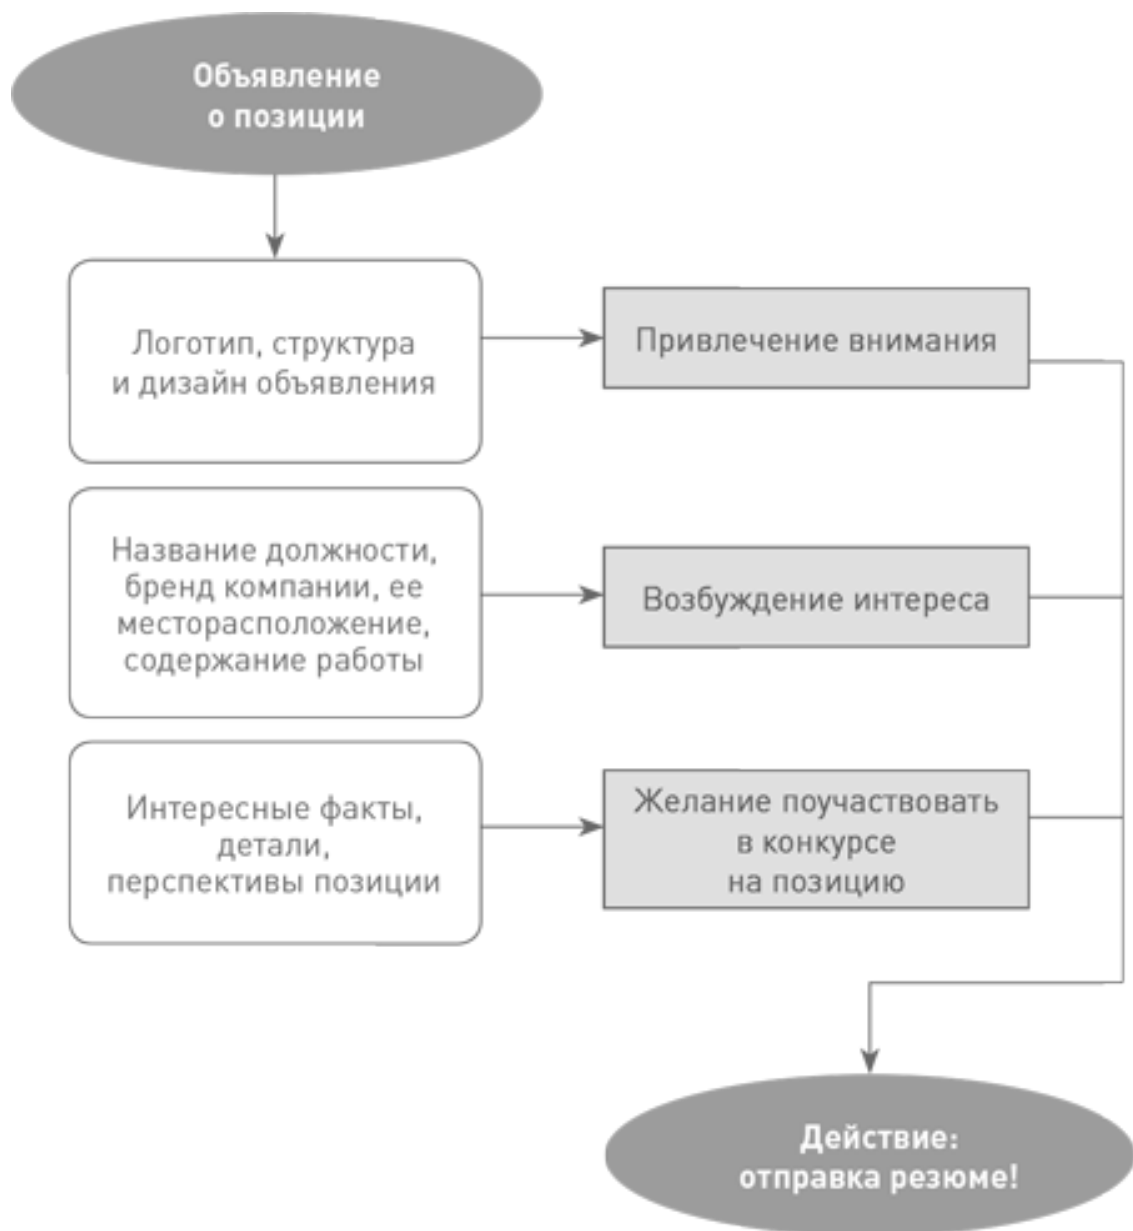 Объявление
о позиции
Логотип, структура
и дизайн объявления
Привлечение внимания
Название должности,
бренд компании, ее
месторасположение,
содержание работы
Возбуждение интереса
Интересные факты,
детали,
перспективы позиции
Желание поучаствовать
в конкурсе
на позицию
Действие:
отправка резюме!